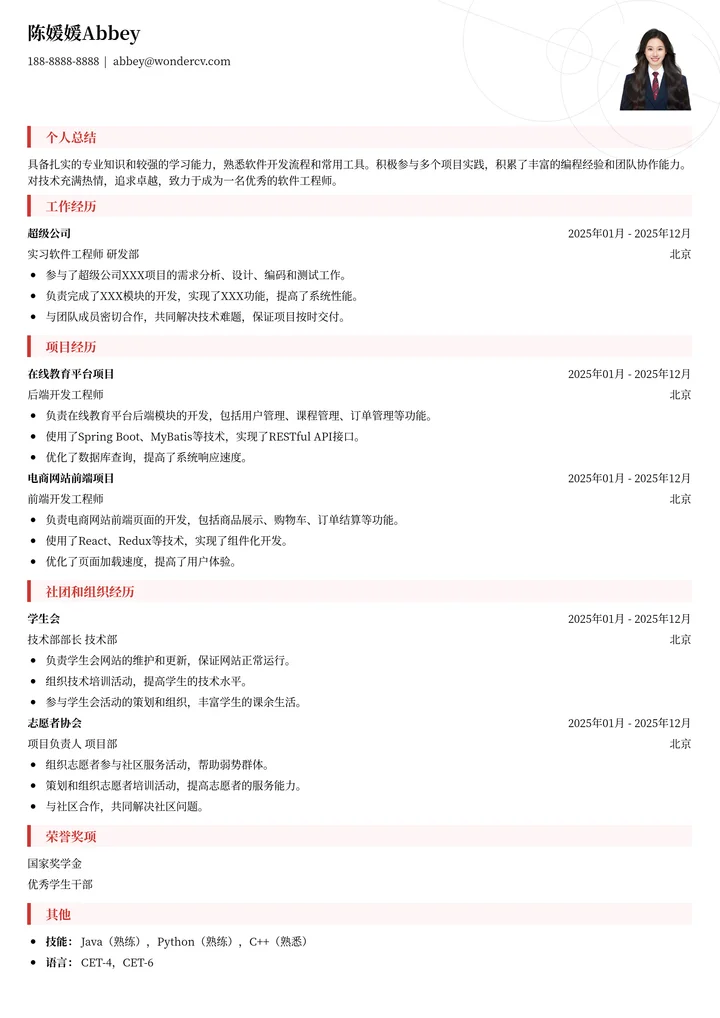 陈媛媛Abbey
188-8888-8888 | abbey@wondercv.com
个人总结
具备扎实的专业知识和较强的学习能力，熟悉软件开发流程和常用工具。积极参与多个项目实践，积累了丰富的编程经验和团队协作能力。
对技术充满热情，追求卓越，致力于成为一名优秀的软件工程师。
工作经历
超级公司 2025年01月 - 2025年12月
实习软件工程师 研发部 北京
• 参与了超级公司XXX项目的需求分析、设计、编码和测试工作。
• 负责完成了XXX模块的开发，实现了XXX功能，提高了系统性能。
• 与团队成员密切合作，共同解决技术难题，保证项目按时交付。
项目经历
在线教育平台项目 2025年01月 - 2025年12月
后端开发工程师 北京
• 负责在线教育平台后端模块的开发，包括用户管理、课程管理、订单管理等功能。
• 使用了Spring Boot、MyBatis等技术，实现了RESTful API接口。
• 优化了数据库查询，提高了系统响应速度。
电商网站前端项目 2025年01月 - 2025年12月
前端开发工程师 北京
• 负责电商网站前端页面的开发，包括商品展示、购物车、订单结算等功能。
• 使用了React、Redux等技术，实现了组件化开发。
• 优化了页面加载速度，提高了用户体验。
社团和组织经历
学生会 2025年01月 - 2025年12月
技术部部长 技术部 北京
• 负责学生会网站的维护和更新，保证网站正常运行。
• 组织技术培训活动，提高学生的技术水平。
• 参与学生会活动的策划和组织，丰富学生的课余生活。
志愿者协会 2025年01月 - 2025年12月
项目负责人 项目部 北京
• 组织志愿者参与社区服务活动，帮助弱势群体。
• 策划和组织志愿者培训活动，提高志愿者的服务能力。
• 与社区合作，共同解决社区问题。
荣誉奖项
国家奖学金
优秀学生干部
其他
• 技能： Java（熟练），Python（熟练），C++（熟悉）
• 语言： CET-4，CET-6